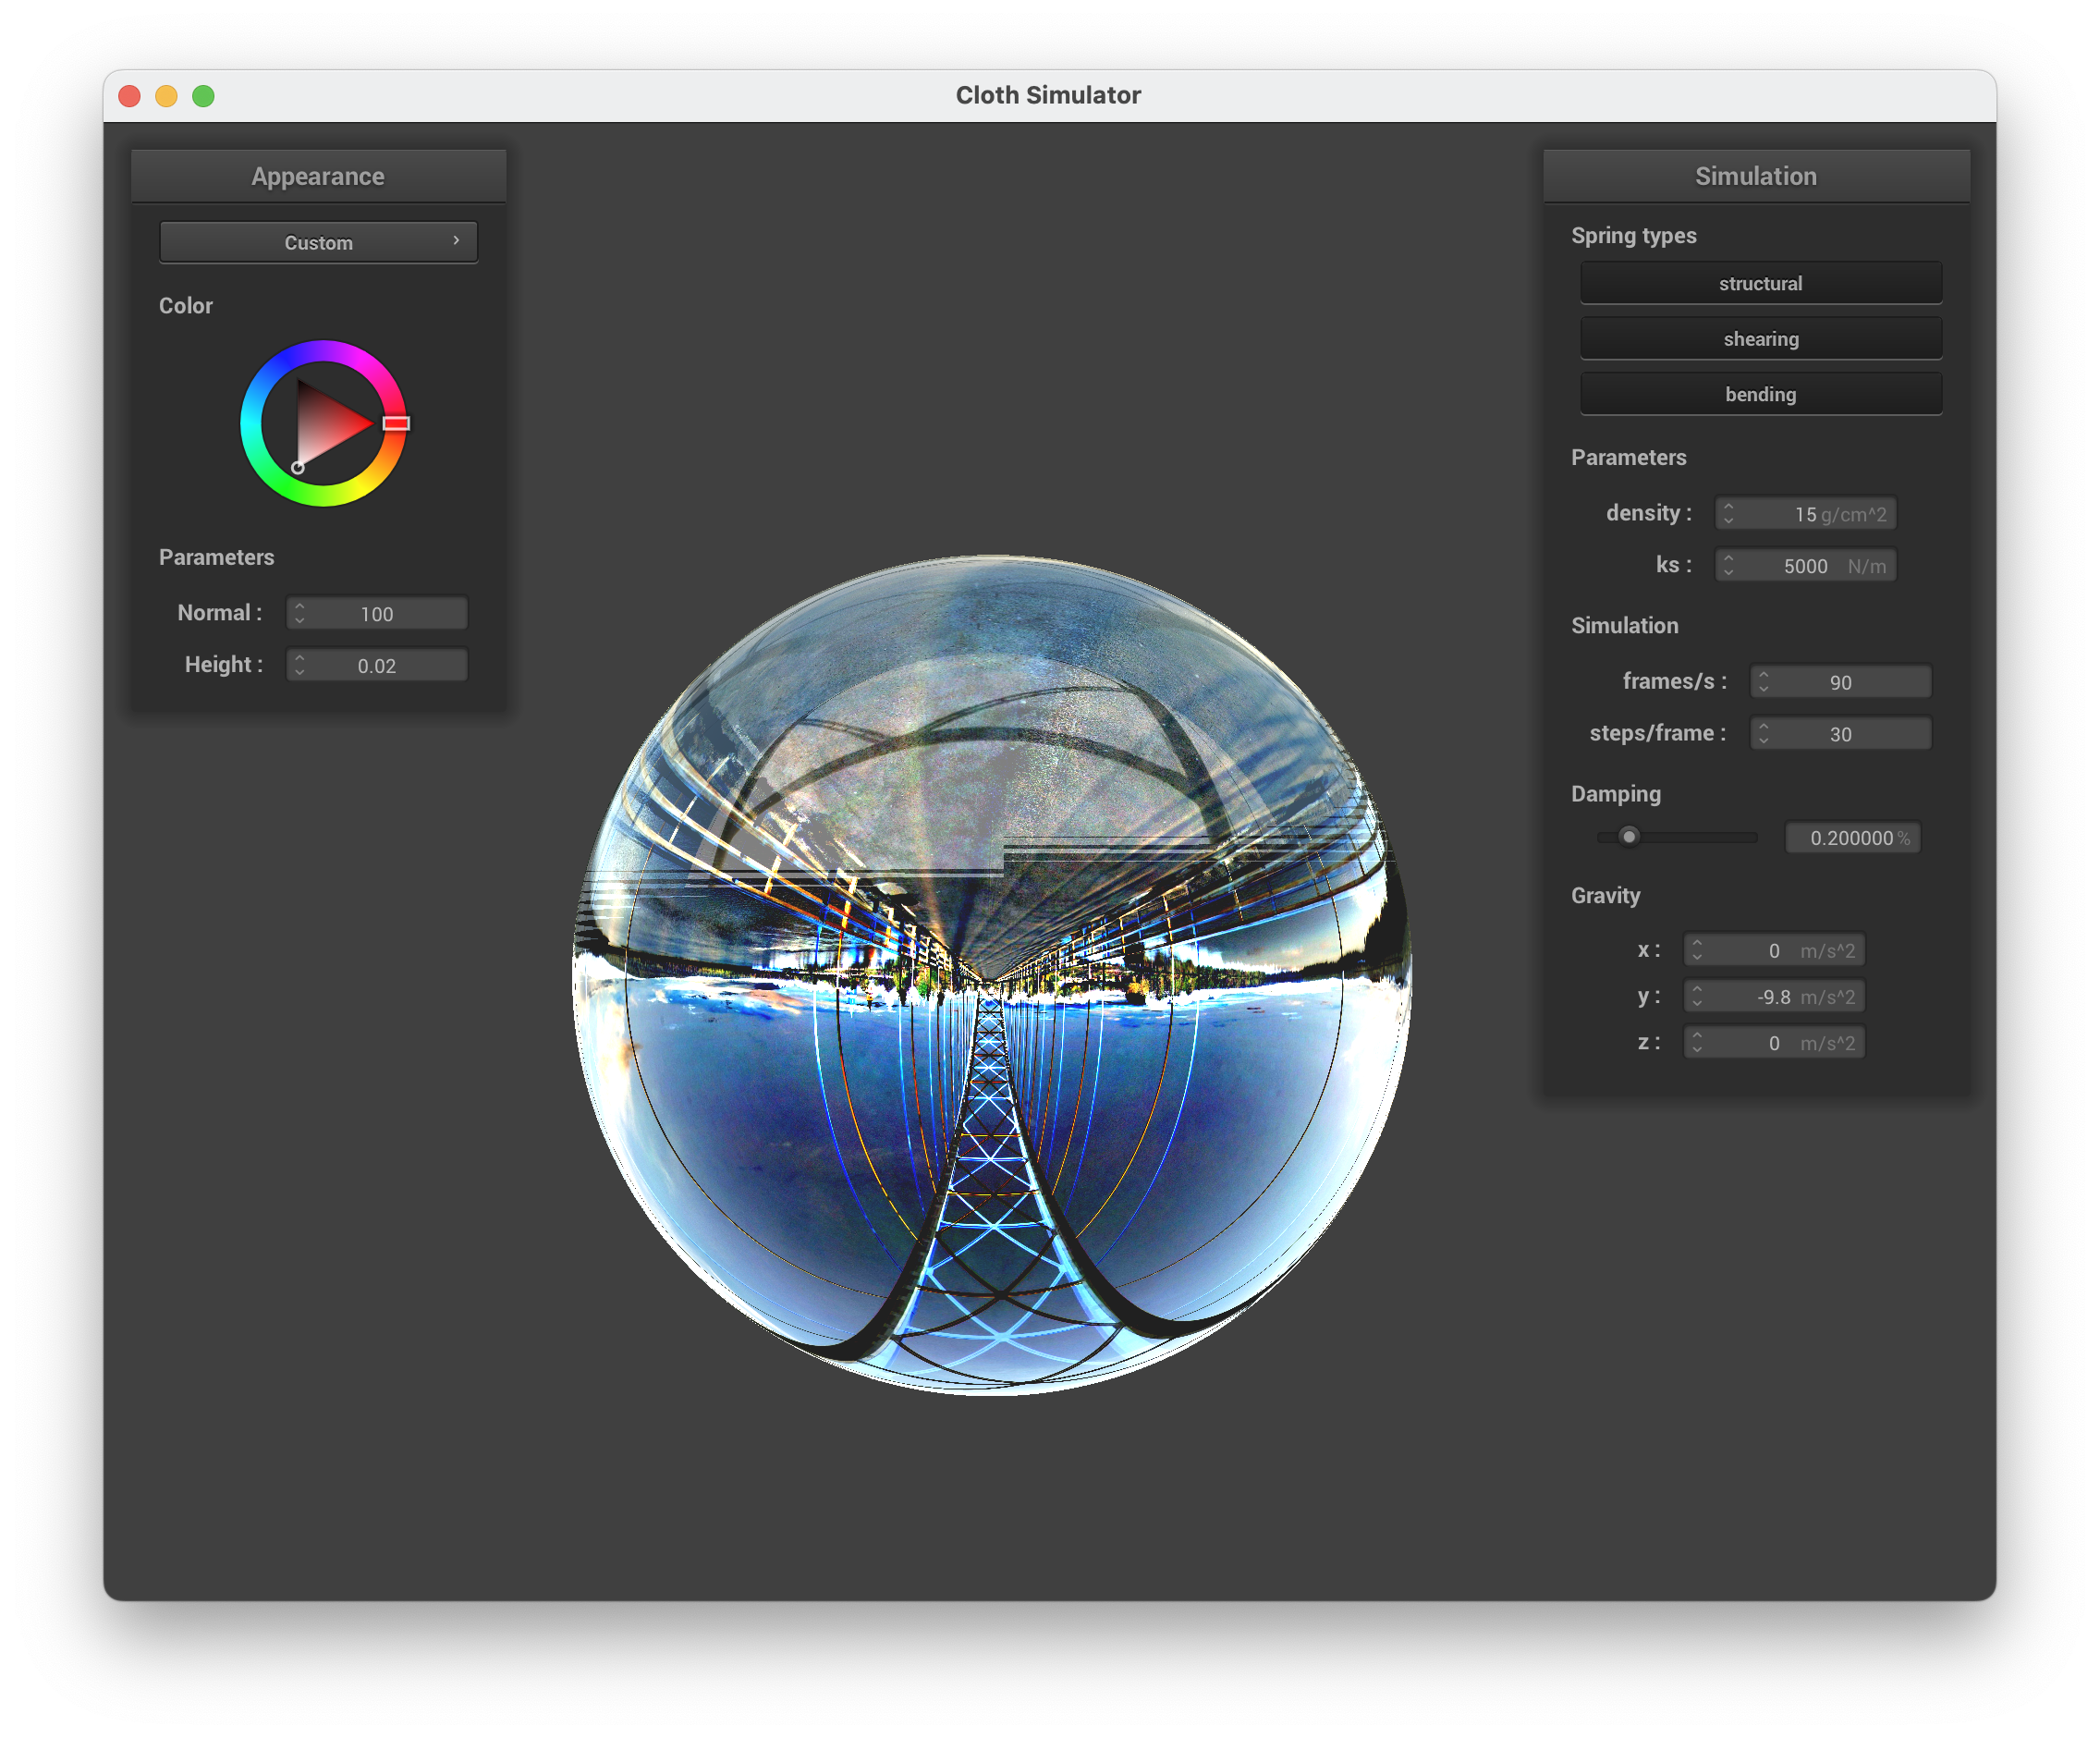 Cloth Simulator
Appearance
Custom
Color
Parameters
Normal : 100
Height : 0.02
Simulation
Spring types
structural
shearing
bending
Parameters
density : 15 g/cm^2
ks : 5000 N/m
Simulation
frames/s : 90
steps/frame : 30
Damping
0.200000 %
Gravity
x : 0 m/s^2
y : -9.8 m/s^2
z : 0 m/s^2